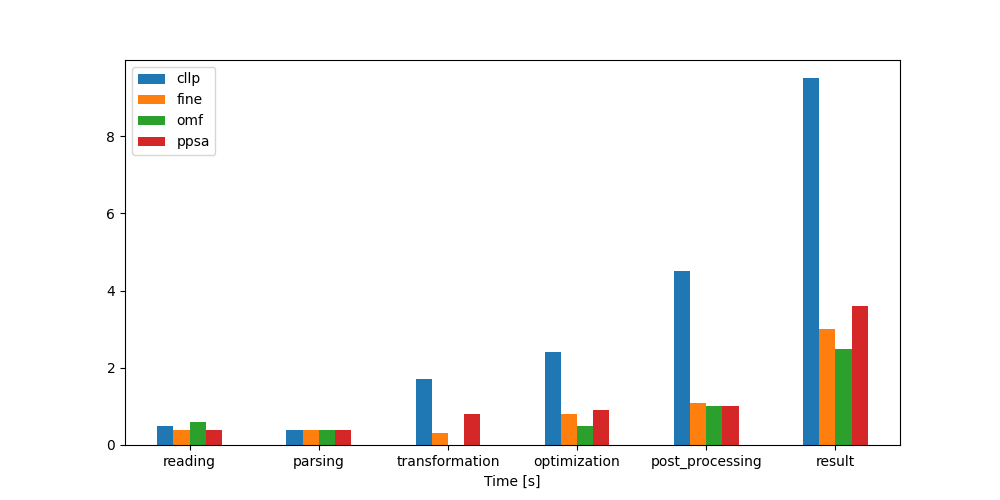 cllp
fine
omf
ppsa
8
6
4
2
0
reading parsing transformation optimization post_processing result
Time [s]